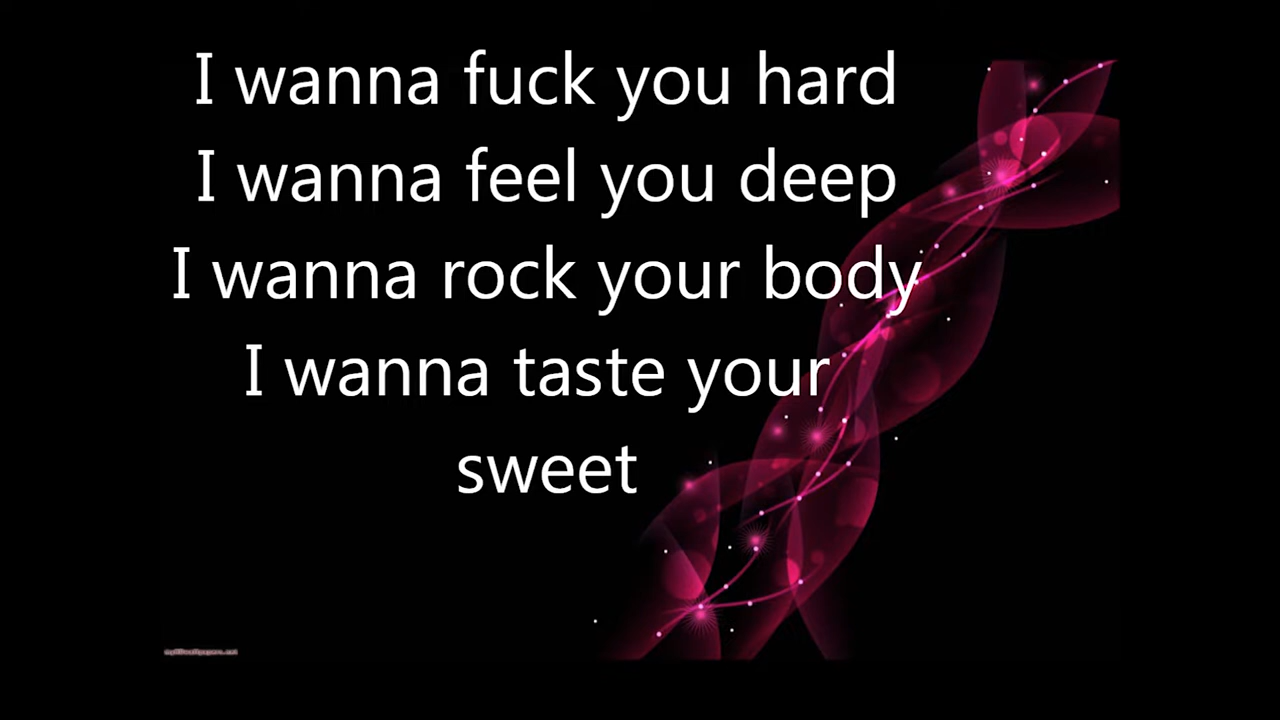 I wanna fuck you hard
I wanna feel you deep
I wanna rock your body
I wanna taste your
sweet